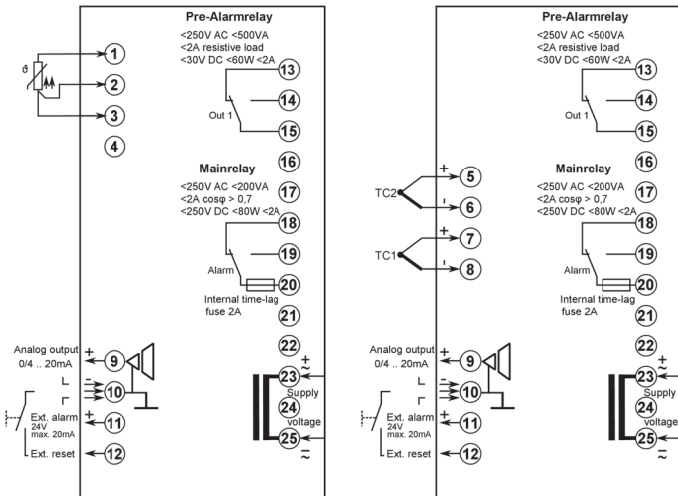 Pre-Alarmrelay
<250V AC <500VA
<2A resistive load
<30V DC <60W <2A
13
14
Out 1
15
ϑ
1
2
3
4
16
Mainrelay
<250V AC <200VA
<2A cosφ > 0,7
<250V DC <80W <2A
17
18
19
Alarm
20
Internal time-lag
fuse 2A
21
22
Analog output
0/4 .. 20mA
+
9
-
10
Ext. alarm
24V
max. 20mA
+
11
Ext. reset
12
+
~
23
Supply
24
voltage
25
=
~
Pre-Alarmrelay
<250V AC <500VA
<2A resistive load
<30V DC <60W <2A
13
14
Out 1
15
16
TC2
+
5
-
6
TC1
+
7
-
8
Mainrelay
<250V AC <200VA
<2A cosφ > 0,7
<250V DC <80W <2A
17
18
19
Alarm
20
Internal time-lag
fuse 2A
21
22
Analog output
0/4 .. 20mA
+
9
-
10
Ext. alarm
24V
max. 20mA
+
11
Ext. reset
12
+
~
23
Supply
24
voltage
25
=
~